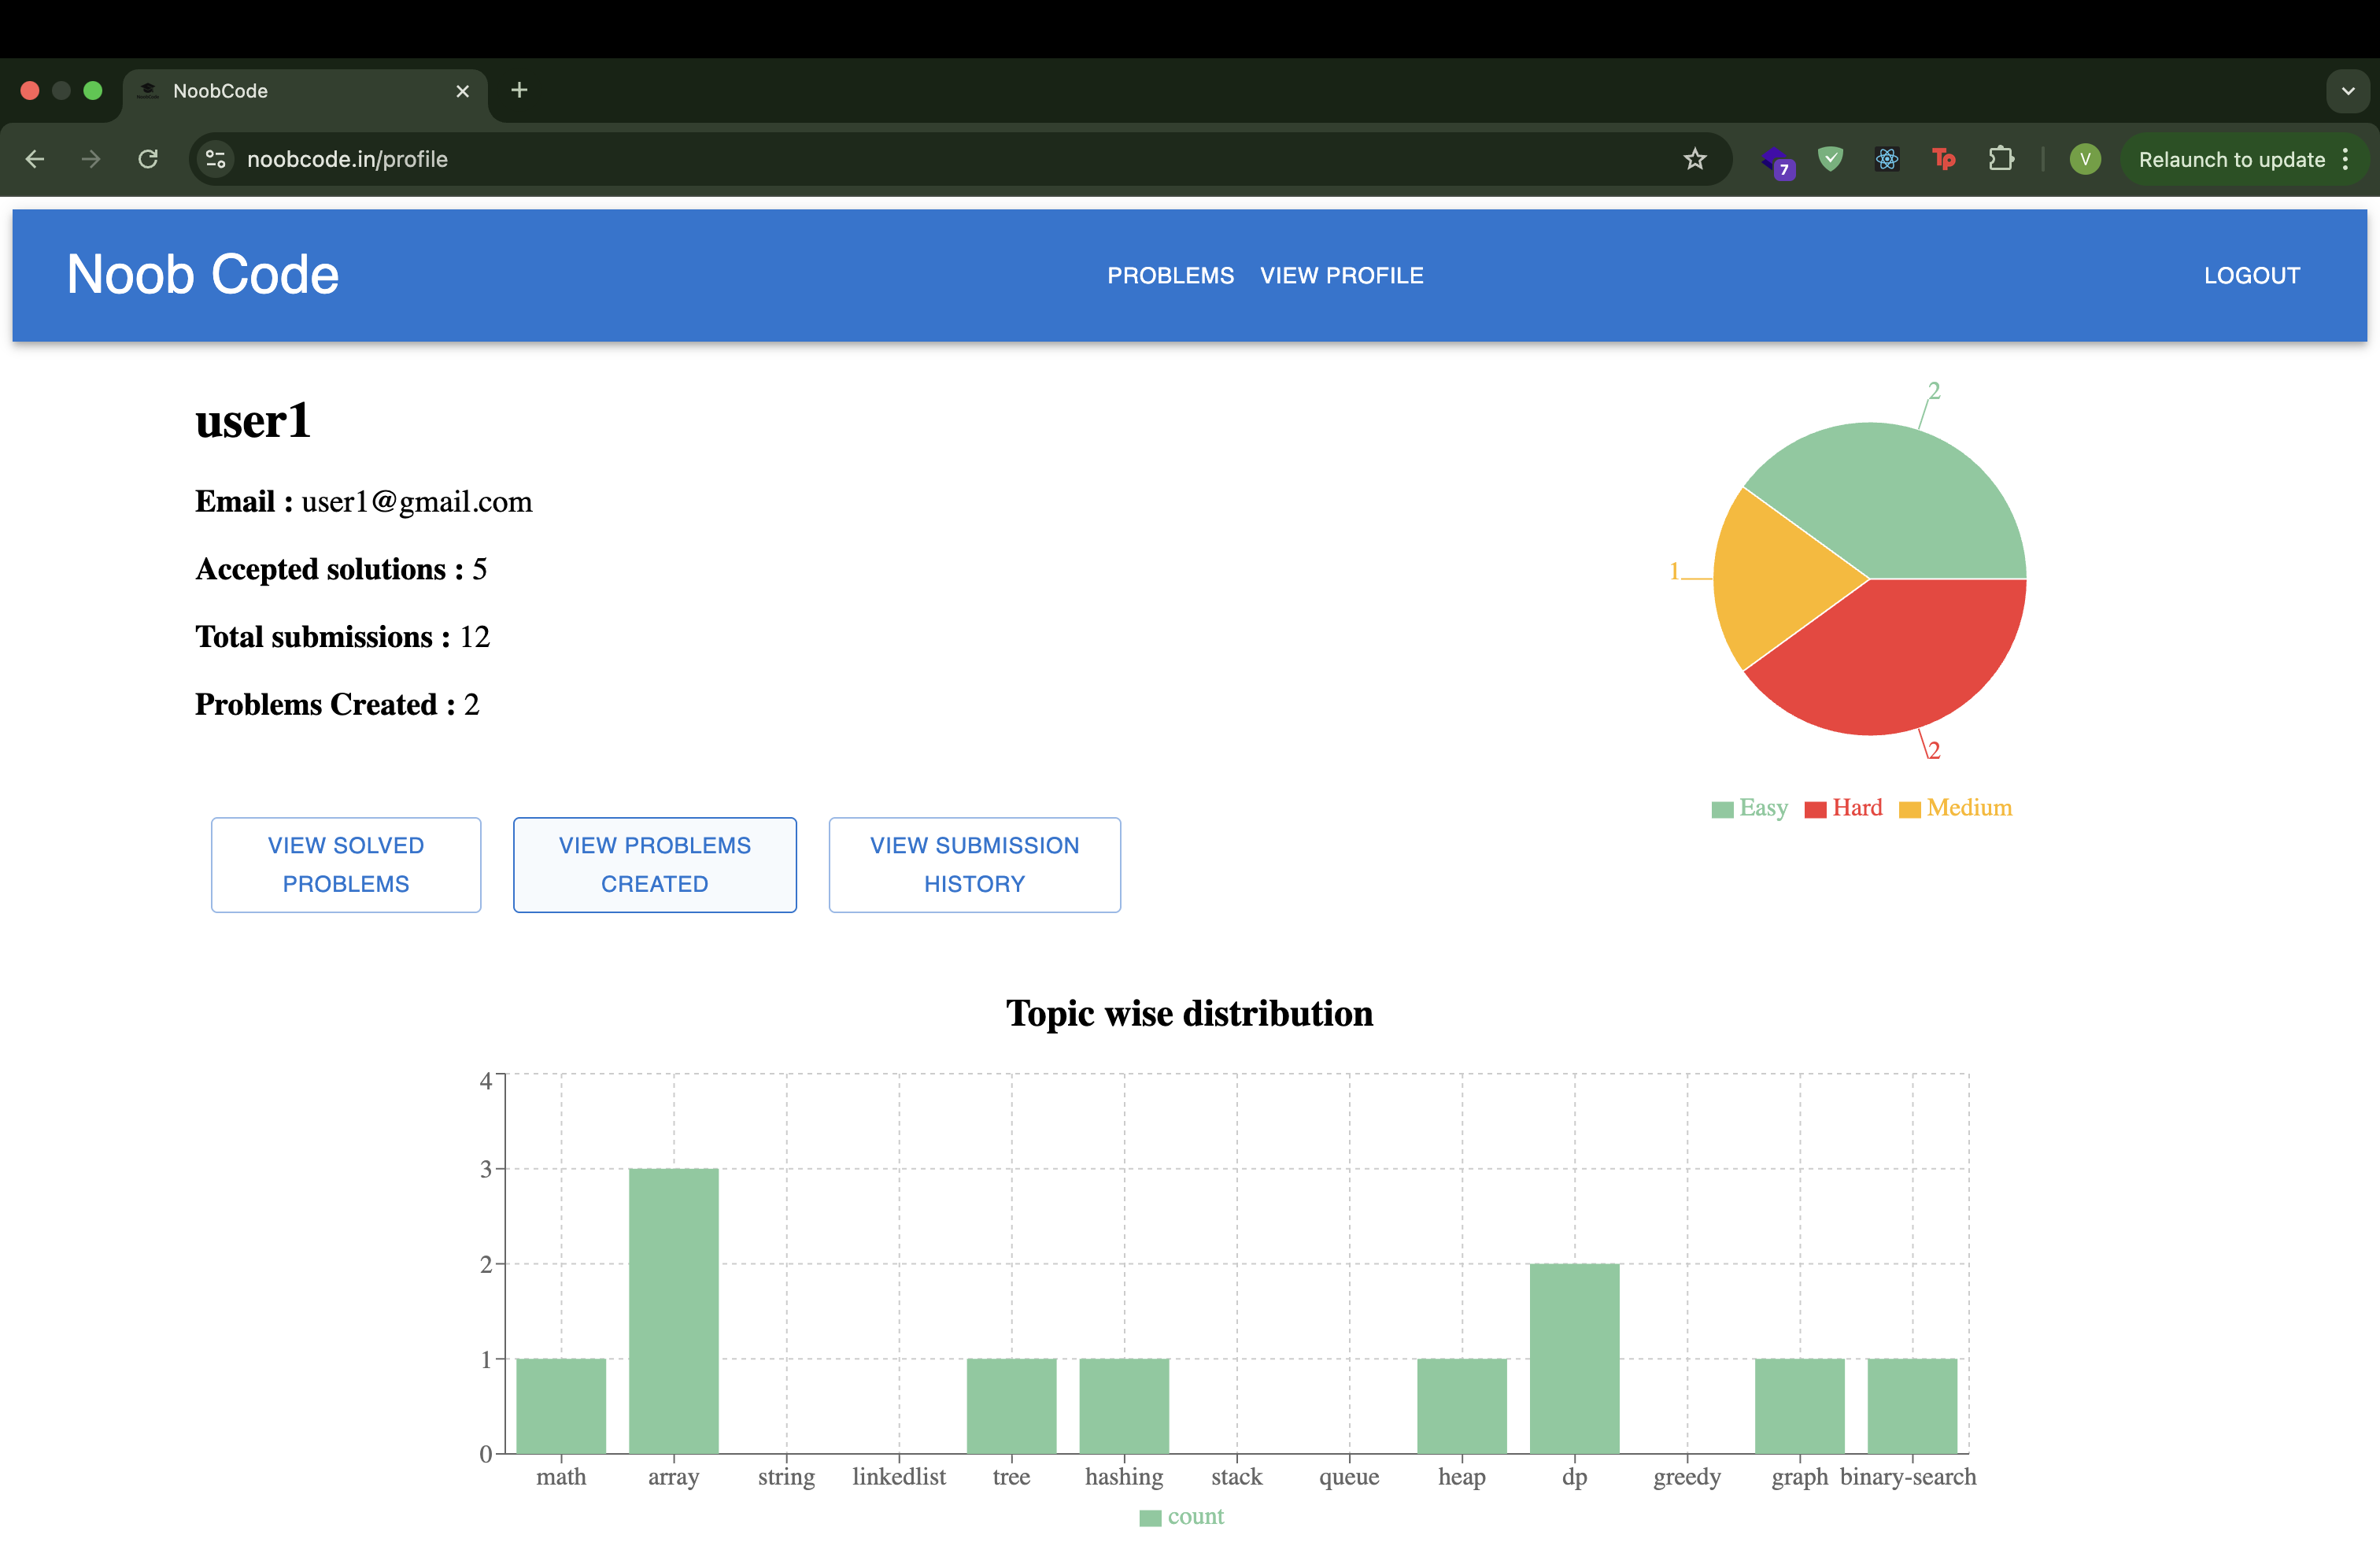 NoobCode
noobcode.in/profile
7
Tp
V
Relaunch to update
Noob Code
PROBLEMS
VIEW PROFILE
LOGOUT
user1
Email : user1@gmail.com
Accepted solutions : 5
Total submissions : 12
Problems Created : 2
2
1
2
Easy
Hard
Medium
VIEW SOLVED
PROBLEMS
VIEW PROBLEMS
CREATED
VIEW SUBMISSION
HISTORY
Topic wise distribution
4
3
2
1
0
math
array
string
linkedlist
tree
hashing
stack
queue
heap
dp
greedy
graph
binary-search
count